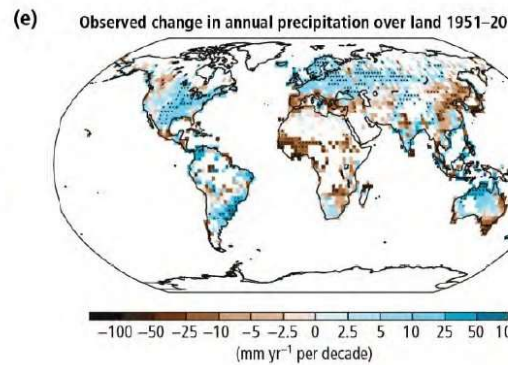 (e)
Observed change in annual precipitation over land 1951–20
−100 −50 −25 −10 −5 −2.5 0 2.5 5 10 25 50 10
(mm yr⁻¹ per decade)